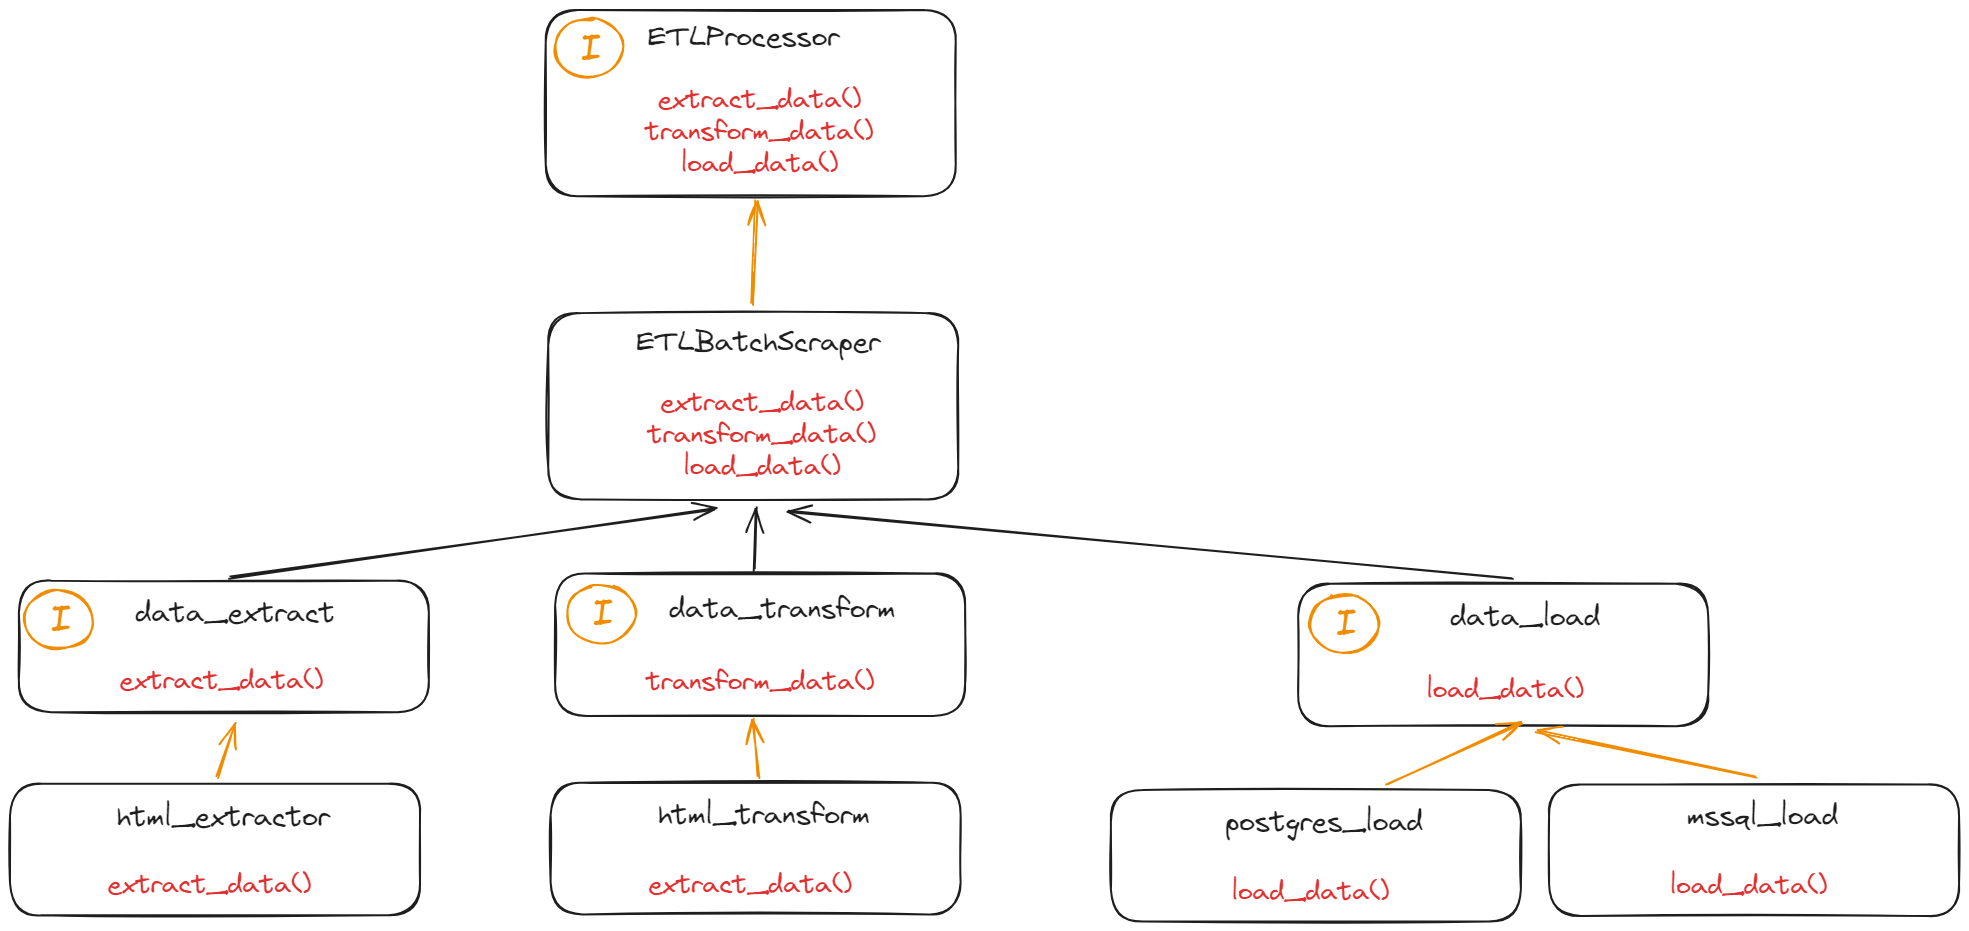 I
ETLProcessor
extract_data()
transform_data()
load_data()
ETLBatchScraper
extract_data()
transform_data()
load_data()
I
data_extract
extract_data()
I
data_transform
transform_data()
I
data_load
load_data()
html_extractor
extract_data()
html_transform
extract_data()
postgres_load
load_data()
mssql_load
load_data()